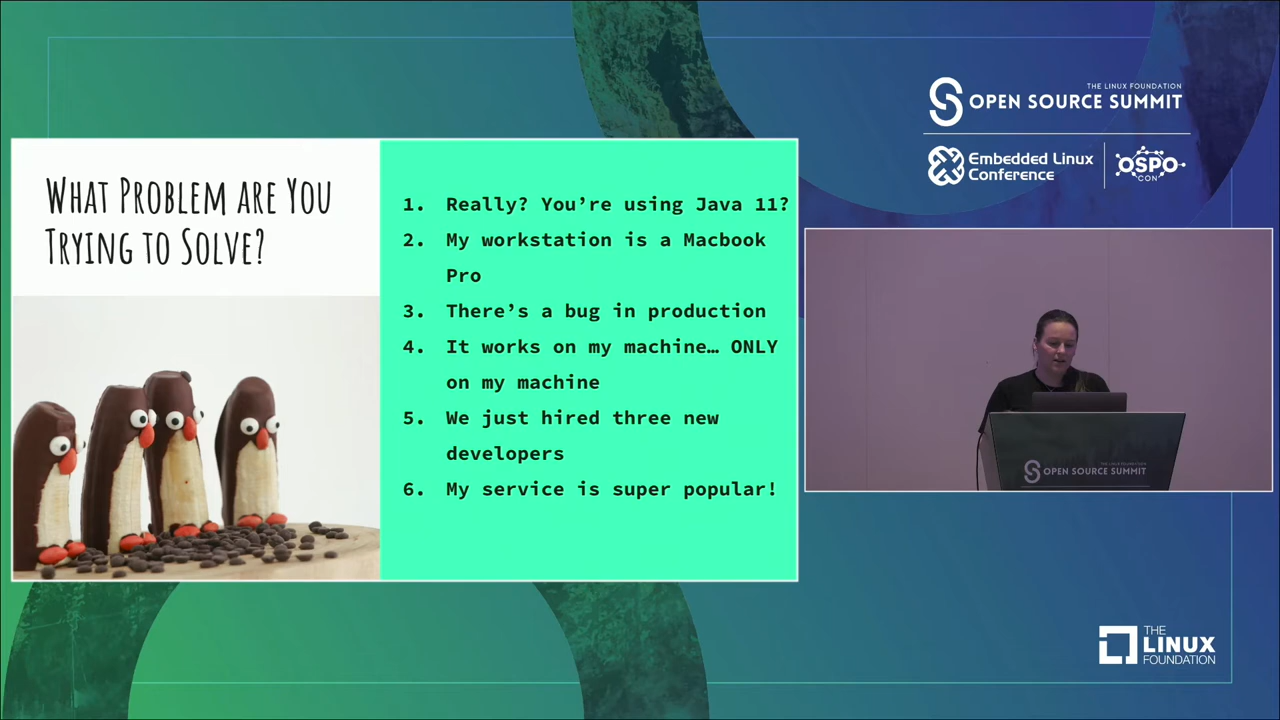 WHAT PROBLEM ARE YOU
TRYING TO SOLVE?
1. Really? You're using Java 11?
2. My workstation is a Macbook
Pro
3. There's a bug in production
4. It works on my machine… ONLY
on my machine
5. We just hired three new
developers
6. My service is super popular!
THE LINUX FOUNDATION
OPEN SOURCE SUMMIT
Embedded Linux
Conference
OSPO
CON
THE LINUX FOUNDATION
OPEN SOURCE SUMMIT
THE
LINUX
FOUNDATION